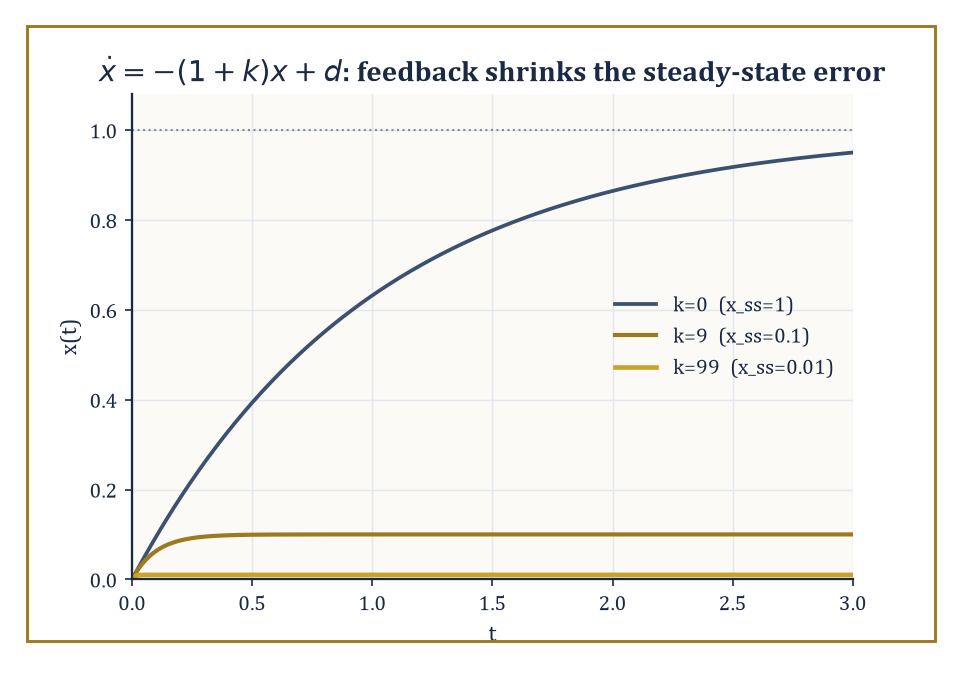 ẋ = −(1 + k)x + d: feedback shrinks the steady-state error
1.0
0.8
0.6
0.4
0.2
0.0
x(t)
k=0 (x_ss=1)
k=9 (x_ss=0.1)
k=99 (x_ss=0.01)
0.0 0.5 1.0 1.5 2.0 2.5 3.0
t